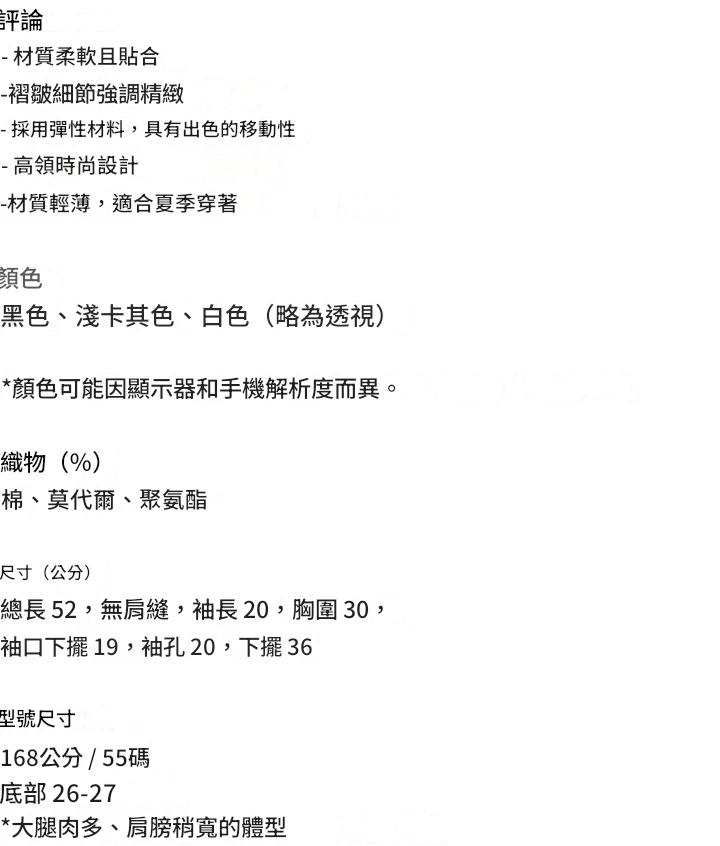 評論
- 材質柔軟且貼合
-褶皺細節強調精緻
- 採用彈性材料，具有出色的移動性
- 高領時尚設計
-材質輕薄，適合夏季穿著
顏色
黑色、淺卡其色、白色（略為透視）
*顏色可能因顯示器和手機解析度而異。
織物（%）
棉、莫代爾、聚氨酯
尺寸（公分）
總長 52，無肩縫，袖長 20，胸圍 30，
袖口下擺 19，袖孔 20，下擺 36
型號尺寸
168公分 / 55碼
底部 26-27
*大腿肉多、肩膀稍寬的體型